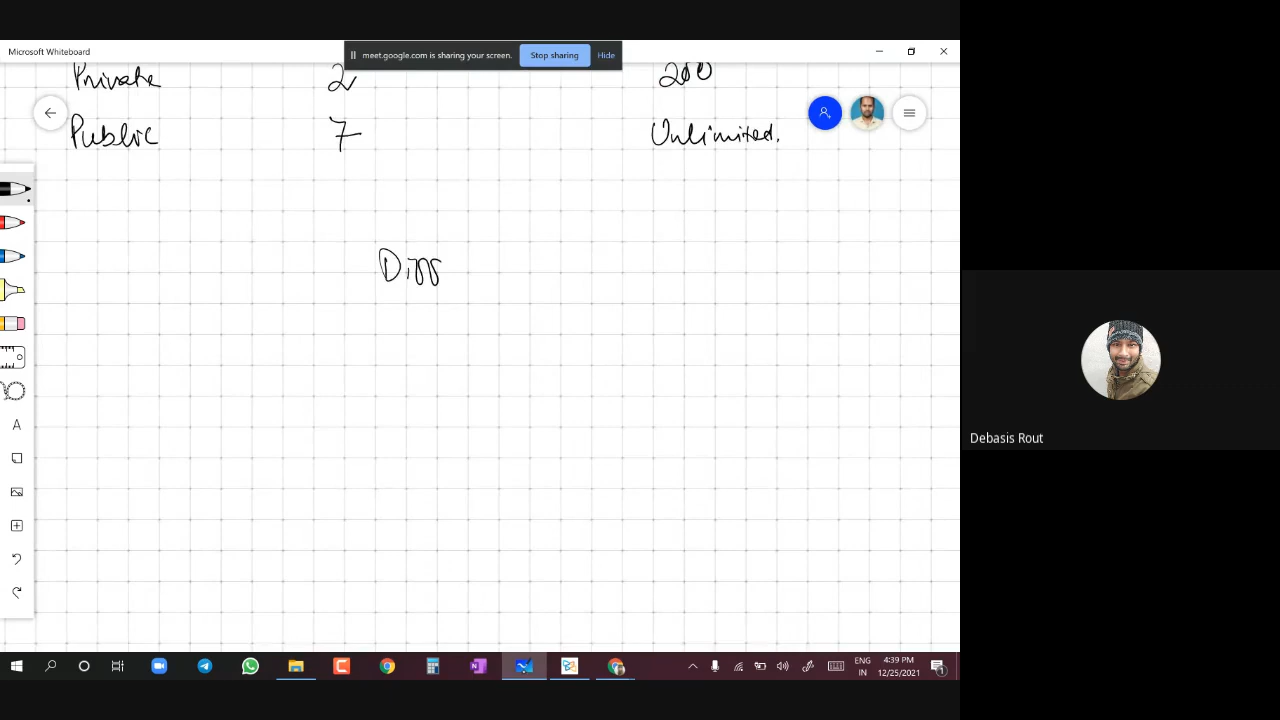 Microsoft Whiteboard
meet.google.com is sharing your screen. Stop sharing Hide
Private 2 200
Public 7 Unlimited.
Diff
A
Debasis Rout
ENG
IN
4:39 PM
12/25/2021
1